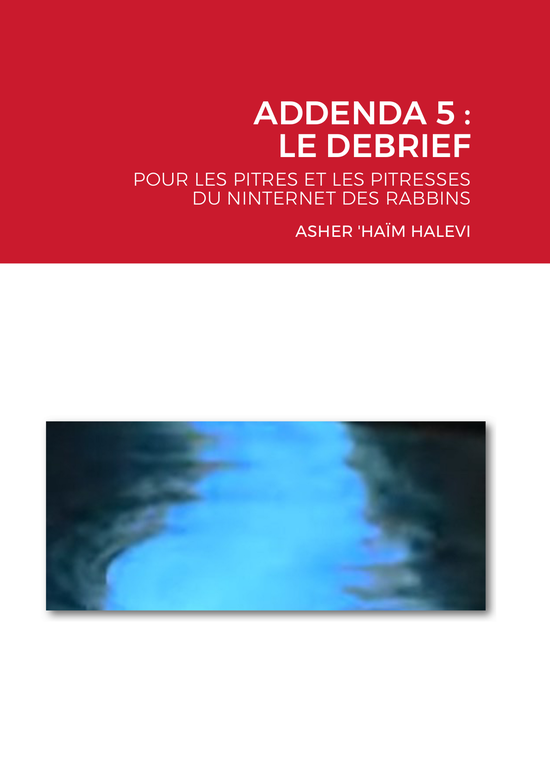 ADDENDA 5 :
LE DEBRIEF
POUR LES PITRES ET LES PITRESSES
DU NINTERNET DES RABBINS
ASHER 'HAÏM HALEVI